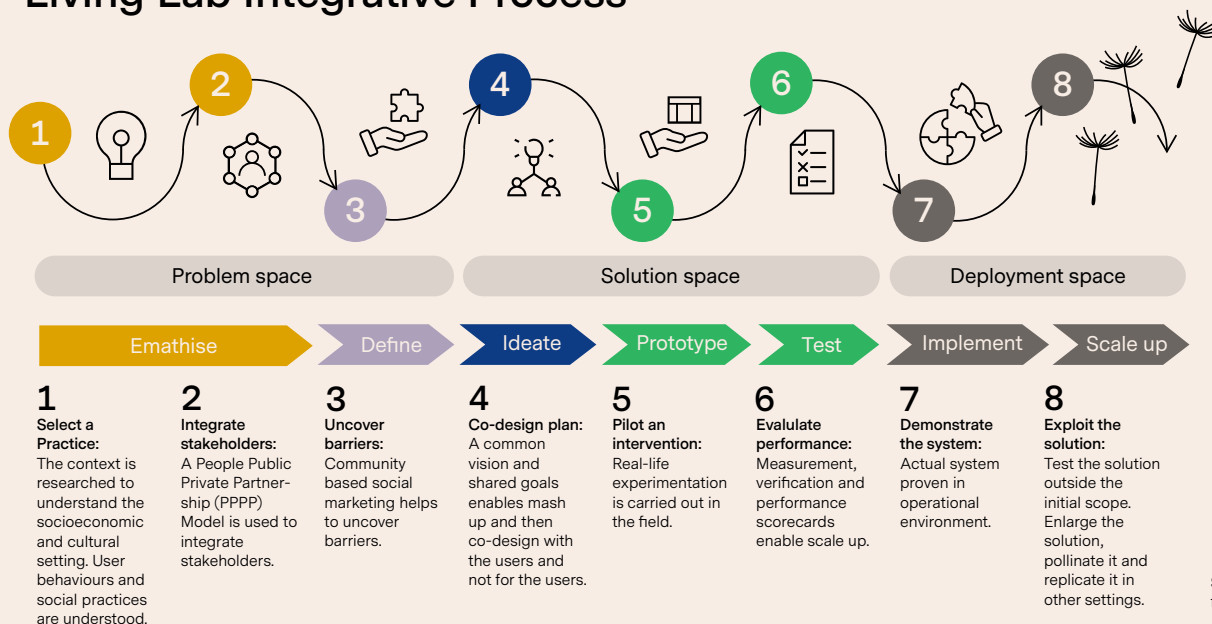 Living Lab Integrative Process
1
2
3
4
5
6
7
8
Problem space
Solution space
Deployment space
Emathise
Define
Ideate
Prototype
Test
Implement
Scale up
1
Select a
Practice:
The context is
researched to
understand the
socioeconomic
and cultural
setting. User
behaviours and
social practices
are understood.
2
Integrate
stakeholders:
A People Public
Private Partner-
ship (PPPP)
Model is used to
integrate
stakeholders.
3
Uncover
barriers:
Community
based social
marketing helps
to uncover
barriers.
4
Co-design plan:
A common
vision and
shared goals
enables mash
up and then
co-design with
the users and
not for the users.
5
Pilot an
intervention:
Real-life
experimentation
is carried out in
the field.
6
Evalulate
performance:
Measurement,
verification and
performance
scorecards
enable scale up.
7
Demonstrate
the system:
Actual system
proven in
operational
environment.
8
Exploit the
solution:
Test the solution
outside the
initial scope.
Enlarge the
solution,
pollinate it and
replicate it in
other settings.